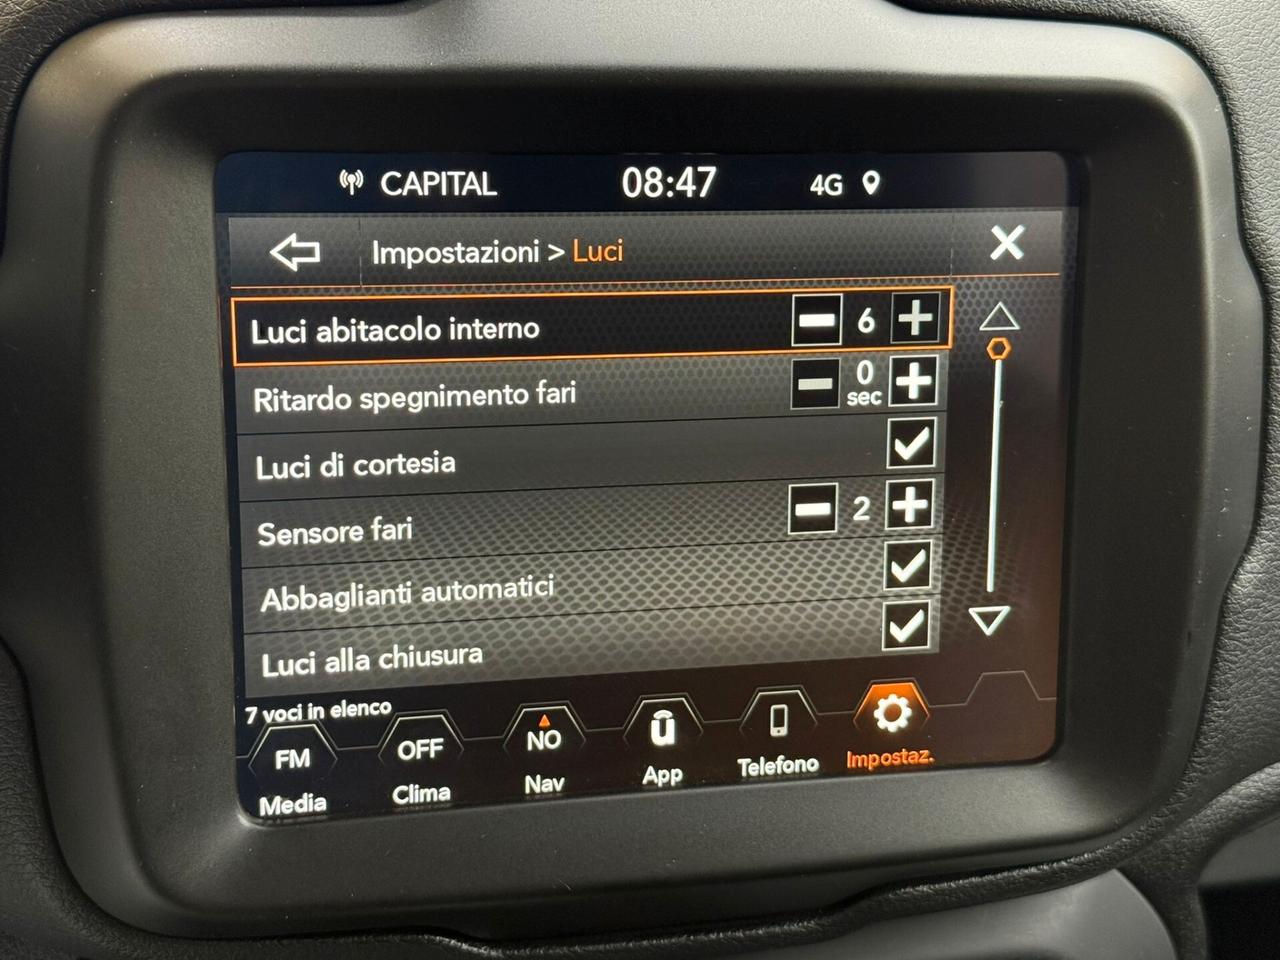 CAPITAL 08:47 4G
Impostazioni > Luci
Luci abitacolo interno 6
Ritardo spegnimento fari 0 sec
Luci di cortesia
Sensore fari 2
Abbaglianti automatici
Luci alla chiusura
7 voci in elenco
FM OFF NO
Media Clima Nav App Telefono Impostaz.